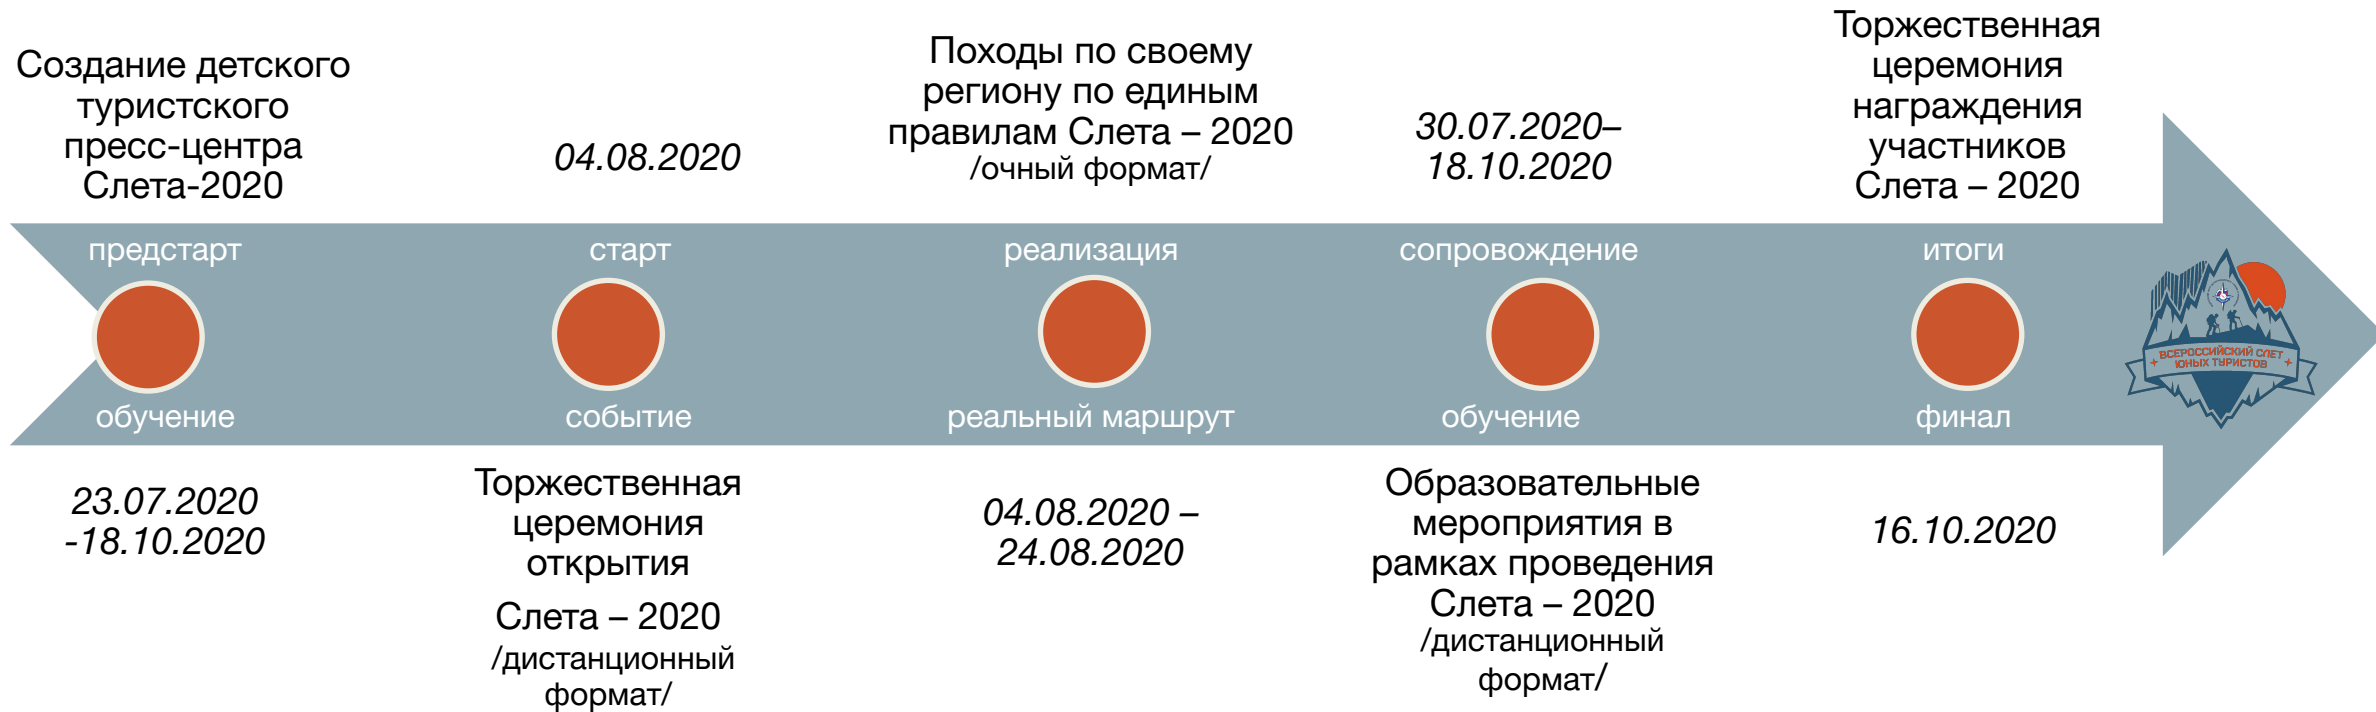 Создание детского
туристского
пресс-центра
Слета-2020
предстарт
обучение
23.07.2020
-18.10.2020
04.08.2020
старт
событие
Торжественная
церемония
открытия
Слета – 2020
/дистанционный
формат/
Походы по своему
региону по единым
правилам Слета – 2020
/очный формат/
реализация
реальный маршрут
04.08.2020 –
24.08.2020
30.07.2020–
18.10.2020
сопровождение
обучение
Образовательные
мероприятия в
рамках проведения
Слета – 2020
/дистанционный
формат/
Торжественная
церемония
награждения
участников
Слета – 2020
итоги
финал
16.10.2020
ВСЕРОССИЙСКИЙ СЛЕТ
ЮНЫХ ТУРИСТОВ